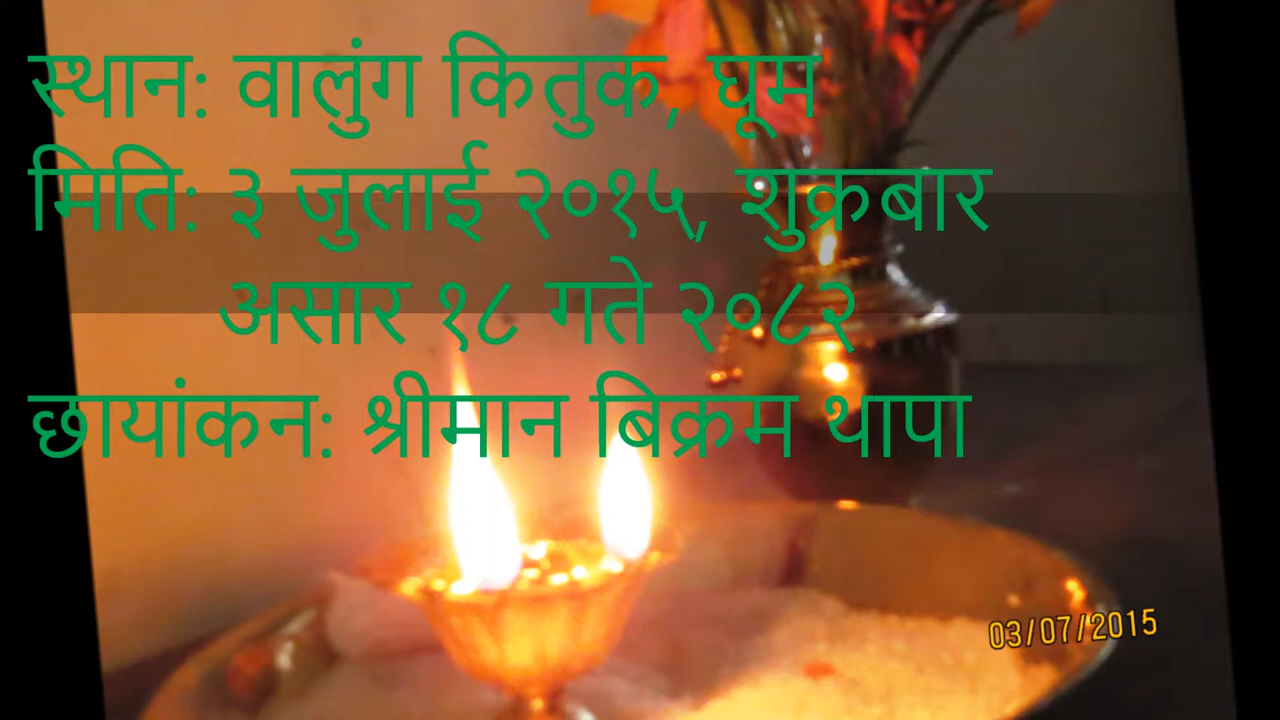 स्थान: वालुंग कितुक, घूम
मिति: ३ जुलाई २०१५, शुक्रबार
असार १८ गते २०८२
छायांकन: श्रीमान बिक्रम थापा
03/07/2015